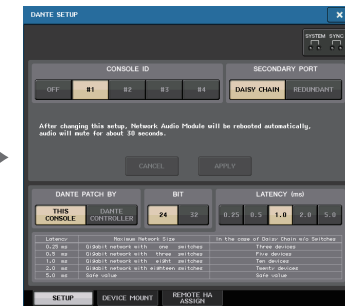 DANTE SETUP
SYSTEM SYNC
CONSOLE ID
SECONDARY PORT
OFF #1 #2 #3 #4 DAISY CHAIN REDUNDANT
After changing this setup, Network Audio Module will be rebooted automatically,
audio will mute for about 30 seconds.
CANCEL APPLY
DANTE PATCH BY BIT LATENCY (ms)
THIS CONSOLE DANTE CONTROLLER 24 32 0.25 0.5 1.0 2.0 5.0
Latency Maximum Network Size In the case of Daisy Chain w/o Switches
0.25 ms Gigabit network with one switches Three devices
0.5 ms Gigabit network with three switches Five devices
1.0 ms Gigabit network with eight switches Ten devices
2.0 ms Gigabit network with eighteen switches Twenty devices
5.0 ms Safe value Safe value
SETUP DEVICE MOUNT REMOTE HA ASSIGN